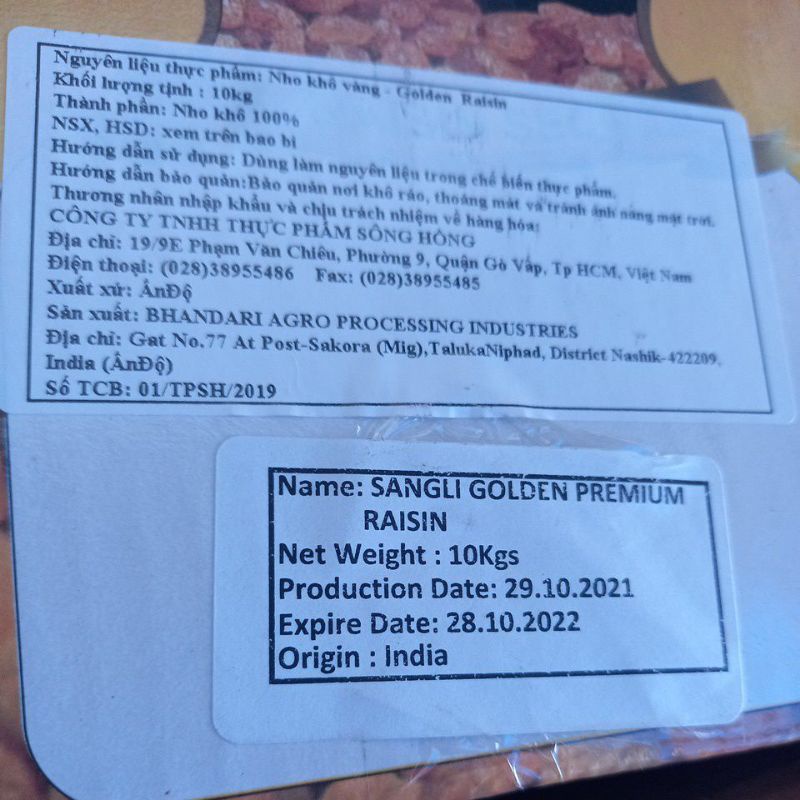 Nguyên liệu thực phẩm: Nho khô vàng - Golden Raisin
Khối lượng tịnh : 10kg
Thành phần: Nho khô 100%
NSX, HSD: xem trên bao bì
Hướng dẫn sử dụng: Dùng làm nguyên liệu trong chế biến thực phẩm.
Hướng dẫn bảo quản:Bảo quản nơi khô ráo, thoáng mát và tránh ánh nắng mặt trời.
Thương nhân nhập khẩu và chịu trách nhiệm về hàng hóa:
CÔNG TY TNHH THỰC PHẨM SÔNG HỒNG
Địa chỉ: 19/9E Phạm Văn Chiêu, Phường 9, Quận Gò Vấp, Tp HCM, Việt Nam
Điện thoại: (028)38955486 Fax: (028)38955485
Xuất xứ: ẤnĐộ
Sản xuất: BHANDARI AGRO PROCESSING INDUSTRIES
Địa chỉ: Gat No.77 At Post-Sakora (Mig),TalukaNiphad, District Nashik-422209,
India (ẤnĐộ)
Số TCB: 01/TPSH/2019
Name: SANGLI GOLDEN PREMIUM
RAISIN
Net Weight : 10Kgs
Production Date: 29.10.2021
Expire Date: 28.10.2022
Origin : India